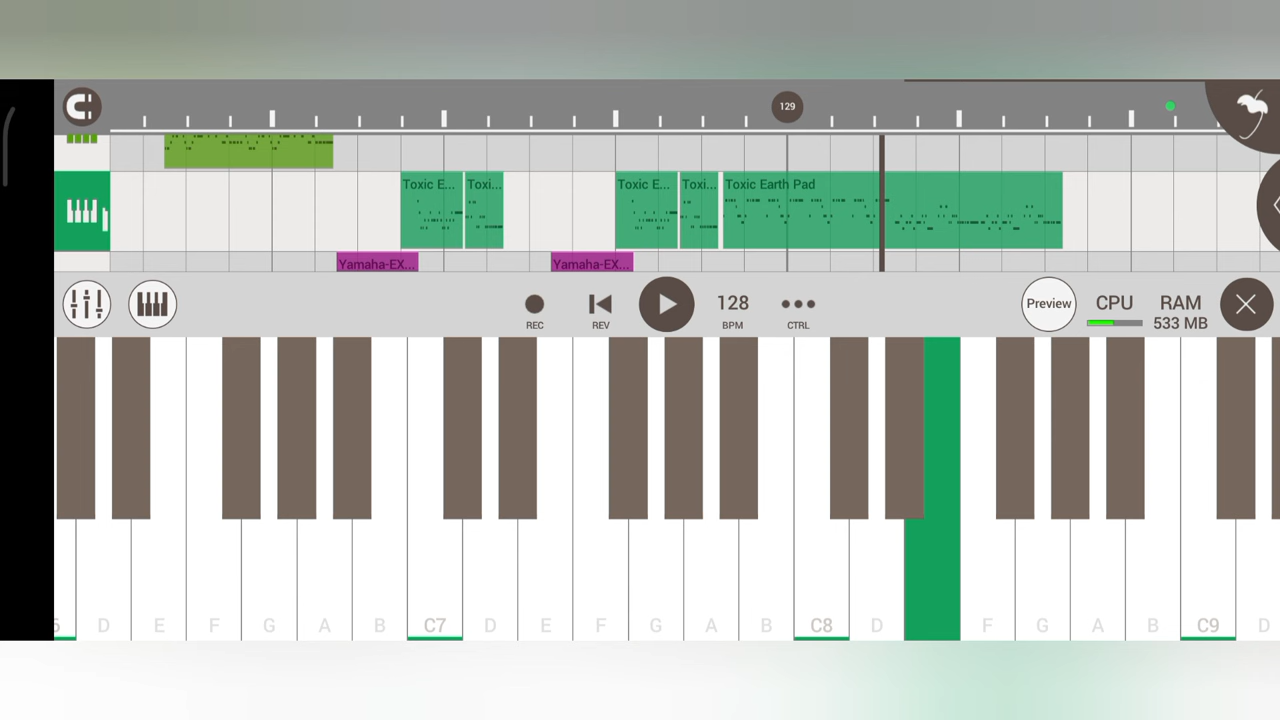 129
Toxic E...
Toxi...
Toxic E...
Toxi...
Toxic Earth Pad
Yamaha-EX...
Yamaha-EX...
REC
REV
128
BPM
CTRL
Preview
CPU
RAM
533 MB
6 D E F G A B C7 D E F G A B C8 D F G A B C9 D